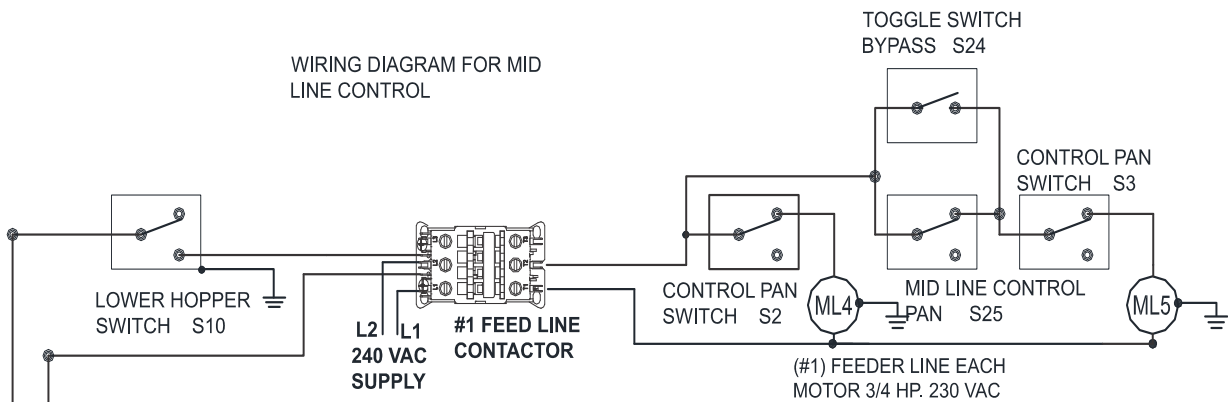 TOGGLE SWITCH
BYPASS S24
WIRING DIAGRAM FOR MID
LINE CONTROL
CONTROL PAN
SWITCH S3
LOWER HOPPER
SWITCH S10
L2 L1
240 VAC
SUPPLY
#1 FEED LINE
CONTACTOR
CONTROL PAN
SWITCH S2
ML4
MID LINE CONTROL
PAN S25
ML5
(#1) FEEDER LINE EACH
MOTOR 3/4 HP. 230 VAC